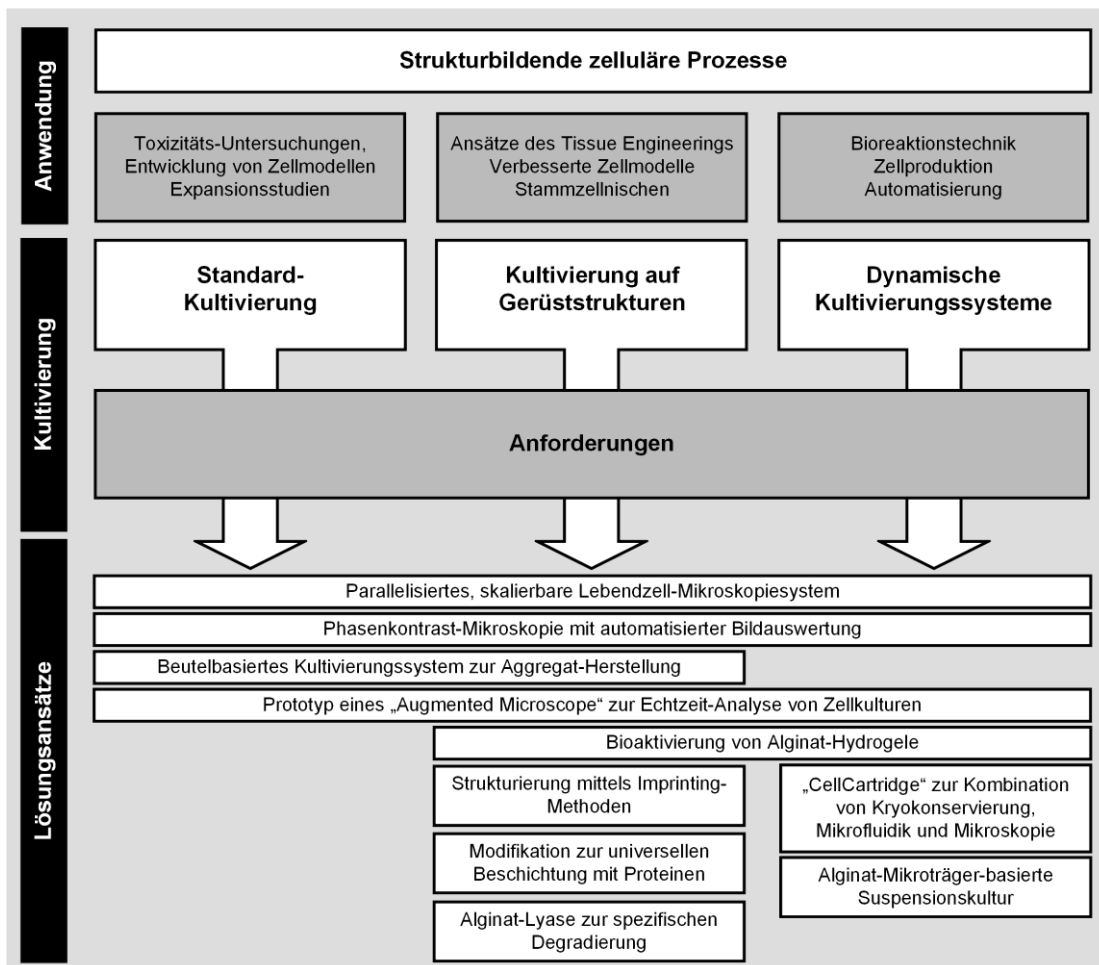 Anwendung
Strukturbildende zelluläre Prozesse
Toxizitäts-Untersuchungen,
Entwicklung von Zellmodellen
Expansionsstudien
Ansätze des Tissue Engineerings
Verbesserte Zellmodelle
Stammzellnischen
Bioreaktionstechnik
Zellproduktion
Automatisierung
Kultivierung
Standard-
Kultivierung
Kultivierung auf
Gerüststrukturen
Dynamische
Kultivierungssysteme
Anforderungen
Lösungsansätze
Parallelisiertes, skalierbare Lebendzell-Mikroskopiesystem
Phasenkontrast-Mikroskopie mit automatisierter Bildauswertung
Beutelbasiertes Kultivierungssystem zur Aggregat-Herstellung
Prototyp eines „Augmented Microscope“ zur Echtzeit-Analyse von Zellkulturen
Bioaktivierung von Alginat-Hydrogele
Strukturierung mittels Imprinting-
Methoden
Modifikation zur universellen
Beschichtung mit Proteinen
Alginat-Lyase zur spezifischen
Degradierung
„CellCartridge“ zur Kombination
von Kryokonservierung,
Mikrofluidik und Mikroskopie
Alginat-Mikroträger-basierte
Suspensionskultur